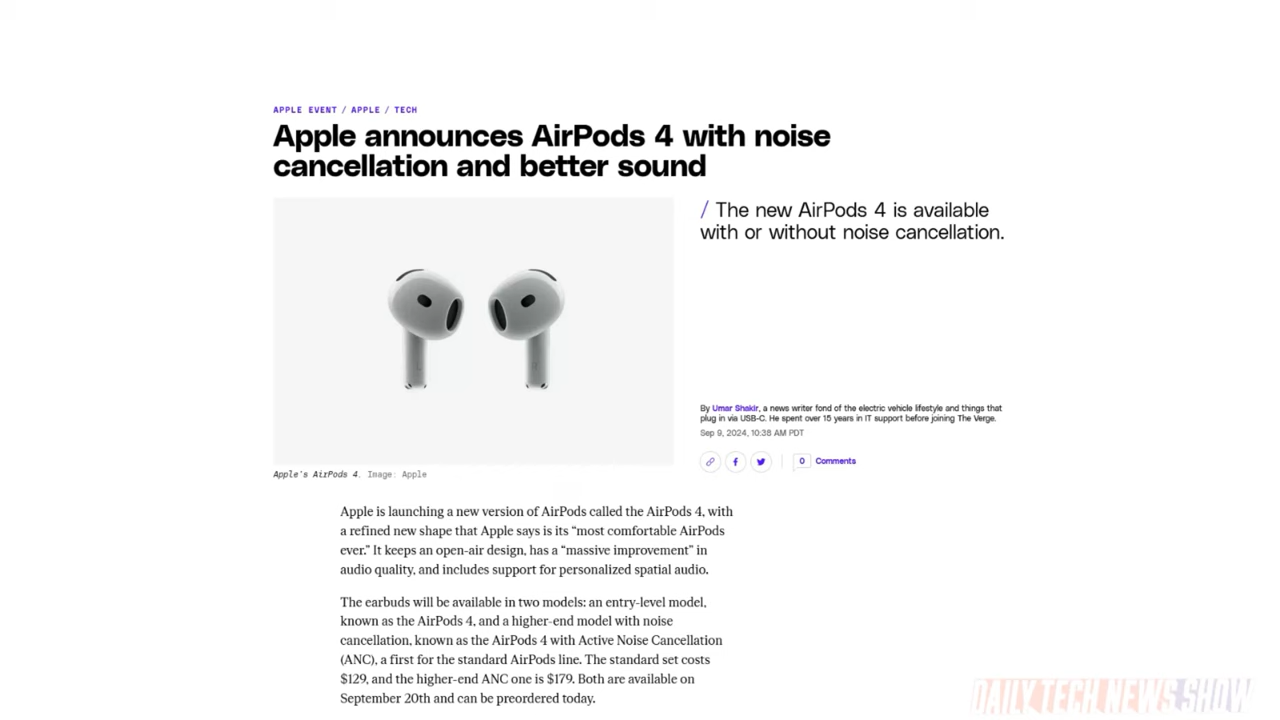 APPLE EVENT / APPLE / TECH
Apple announces AirPods 4 with noise
cancellation and better sound
/ The new AirPods 4 is available
with or without noise cancellation.
By Umar Shakir, a news writer fond of the electric vehicle lifestyle and things that
plug in via USB-C. He spent over 15 years in IT support before joining The Verge.
Sep 9, 2024, 10:38 AM PDT
0 Comments
Apple's AirPods 4. Image: Apple
Apple is launching a new version of AirPods called the AirPods 4, with
a refined new shape that Apple says is its “most comfortable AirPods
ever.” It keeps an open-air design, has a “massive improvement” in
audio quality, and includes support for personalized spatial audio.
The earbuds will be available in two models: an entry-level model,
known as the AirPods 4, and a higher-end model with noise
cancellation, known as the AirPods 4 with Active Noise Cancellation
(ANC), a first for the standard AirPods line. The standard set costs
$129, and the higher-end ANC one is $179. Both are available on
September 20th and can be preordered today.
DAILY TECH NEWS SHOW